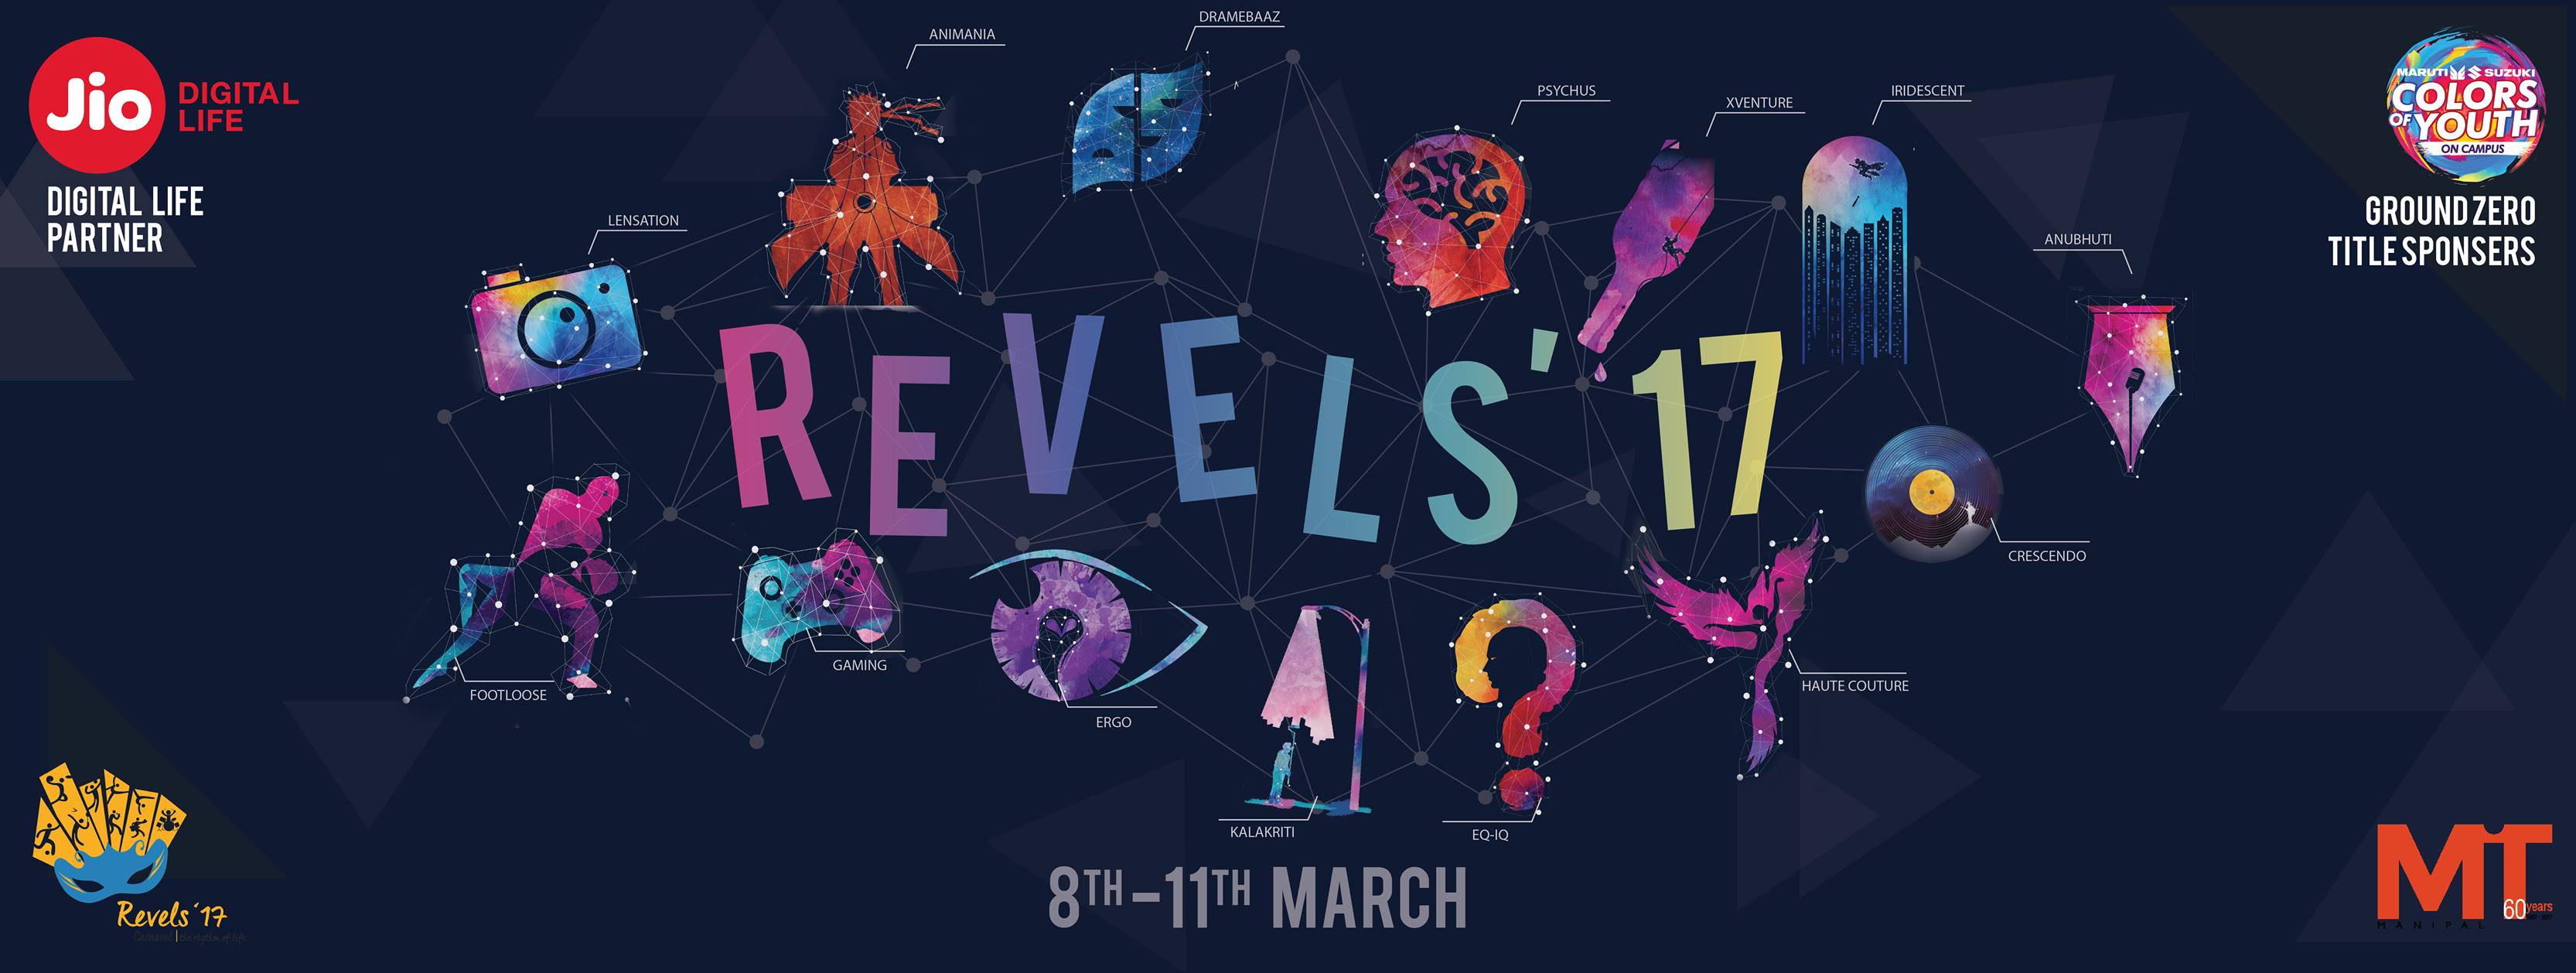 Jio
DIGITAL
LIFE
DIGITAL LIFE
PARTNER
MARUTI SUZUKI
COLORS
OF YOUTH
ON CAMPUS
GROUND ZERO
TITLE SPONSERS
ANIMANIA
DRAMEBAAZ
PSYCHUS
XVENTURE
IRIDESCENT
LENSATION
ANUBHUTI
REVELS'17
CRESCENDO
GAMING
FOOTLOOSE
ERGO
HAUTE COUTURE
KALAKRITI
EQ-IQ
8TH-11TH MARCH
Revels'17
MIT
60 years
MANIPAL